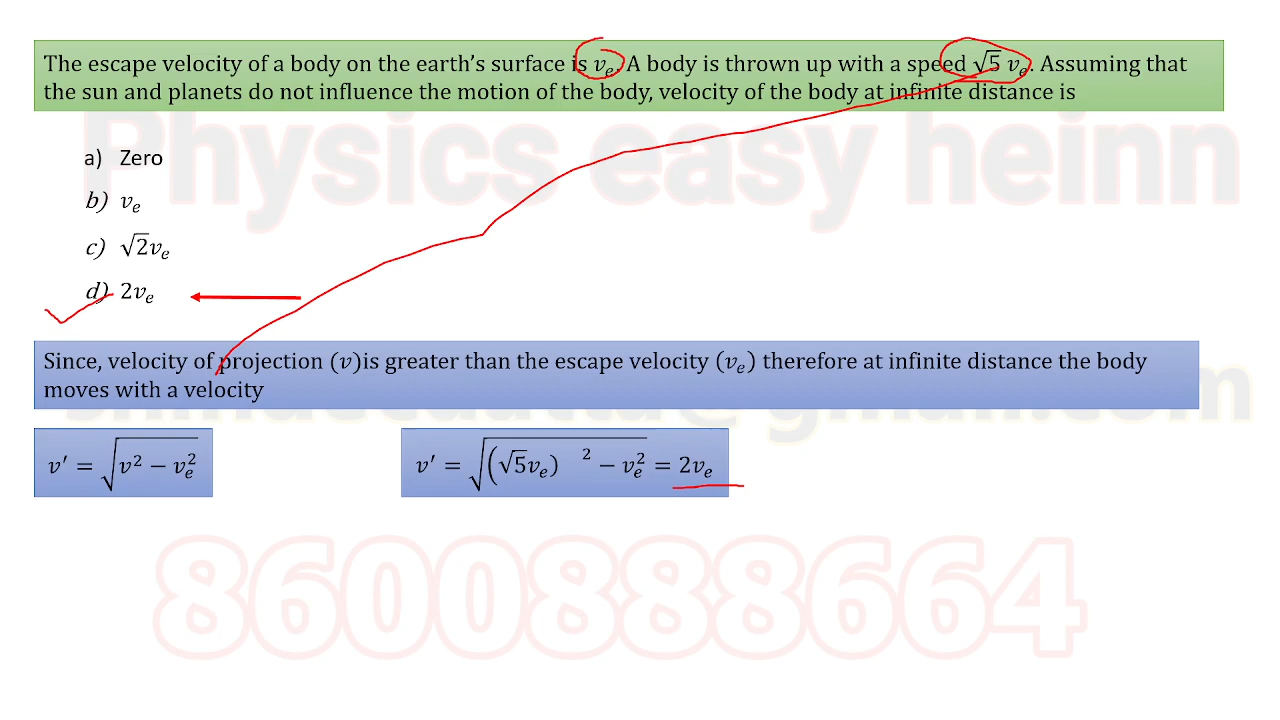 The escape velocity of a body on the earth's surface is vₑ. A body is thrown up with a speed √5 vₑ. Assuming that
the sun and planets do not influence the motion of the body, velocity of the body at infinite distance is
Physics easy heinn
a) Zero
b) vₑ
c) √2vₑ
d) 2vₑ
Since, velocity of projection (v)is greater than the escape velocity (vₑ) therefore at infinite distance the body
moves with a velocity
v′ = √(v² − vₑ²)
v′ = √((√5vₑ)² − vₑ²) = 2vₑ
8600888664